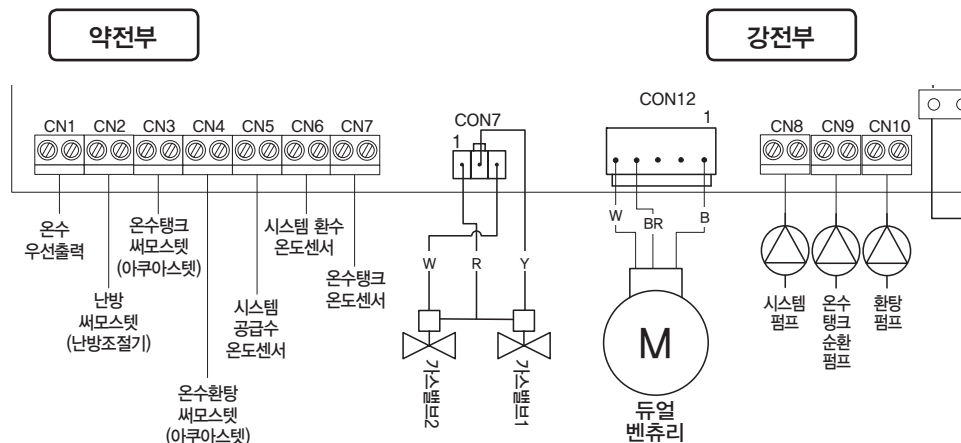 약전부
강전부
CN1 CN2 CN3 CN4 CN5 CN6 CN7
CON7
1
CON12
1
CN8 CN9 CN10
온수
우선출력
난방
써모스텟
(난방조절기)
온수탱크
써모스텟
(아쿠아스텟)
온수환탕
써모스텟
(아쿠아스텟)
시스템
공급수
온도센서
시스템 환수
온도센서
온수탱크
온도센서
W R Y
가스밸브2
가스밸브1
W BR B
M
듀얼
벤츄리
시스템
펌프
온수
탱크
순환
펌프
환탕
펌프